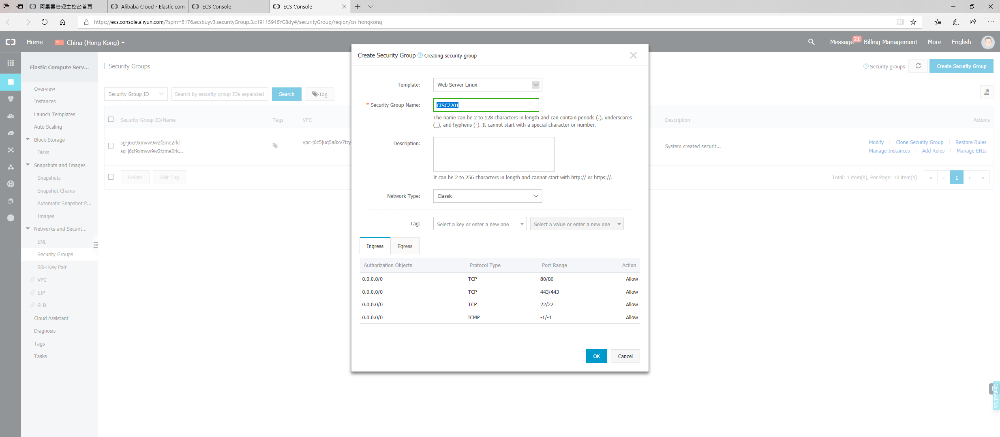 阿里雲管理主控台首頁
Alibaba Cloud - Elastic com
ECS Console
ECS Console
https://ecs.console.aliyun.com/?spm=5176.ecsbuyv3.securityGroup.3.c19115946YC8dy#/securityGroup/region/cn-hongkong
Home
China (Hong Kong)
Message
21
Billing Management
More
English
Elastic Compute Serv...
Overview
Instances
Launch Templates
Auto Scaling
Block Storage
Disks
Snapshots and Images
Snapshots
Snapshot Chains
Automatic Snapshot P...
Images
Networks and Securit...
ENI
Security Groups
SSH Key Pair
VPC
EIP
SLB
Cloud Assistant
Diagnosis
Tags
Tasks
Security Groups
Security groups
Create Security Group
Security Group ID
Search by security group IDs separated
Search
Tag
Security Group ID/Name
Tags
VPC
Description
Actions
sg-j6ci9xmvw9w2fzme2rkl
sg-j6ci9xmvw9w2fzme2rk...
vpc-j6c5juq5a8xv7try
System created securit...
Modify
Clone Security Group
Restore Rules
Manage Instances
Add Rules
Manage ENIs
Delete
Edit Tag
Total: 1 item(s), Per Page: 10 item(s)
« ‹ 1 › »
Create Security Group
Creating security group
Template:
Web Server Linux
* Security Group Name:
CISC7201
The name can be 2 to 128 characters in length and can contain periods (.), underscores
(_), and hyphens (-). It cannot start with a special character or number.
Description:
It can be 2 to 256 characters in length and cannot start with http:// or https://.
Network Type:
Classic
Tag:
Select a key or enter a new one
Select a value or enter a new one
Ingress
Egress
Authorization Objects Protocol Type Port Range Action
0.0.0.0/0 TCP 80/80 Allow
0.0.0.0/0 TCP 443/443 Allow
0.0.0.0/0 TCP 22/22 Allow
0.0.0.0/0 ICMP -1/-1 Allow
OK
Cancel
Contact Us